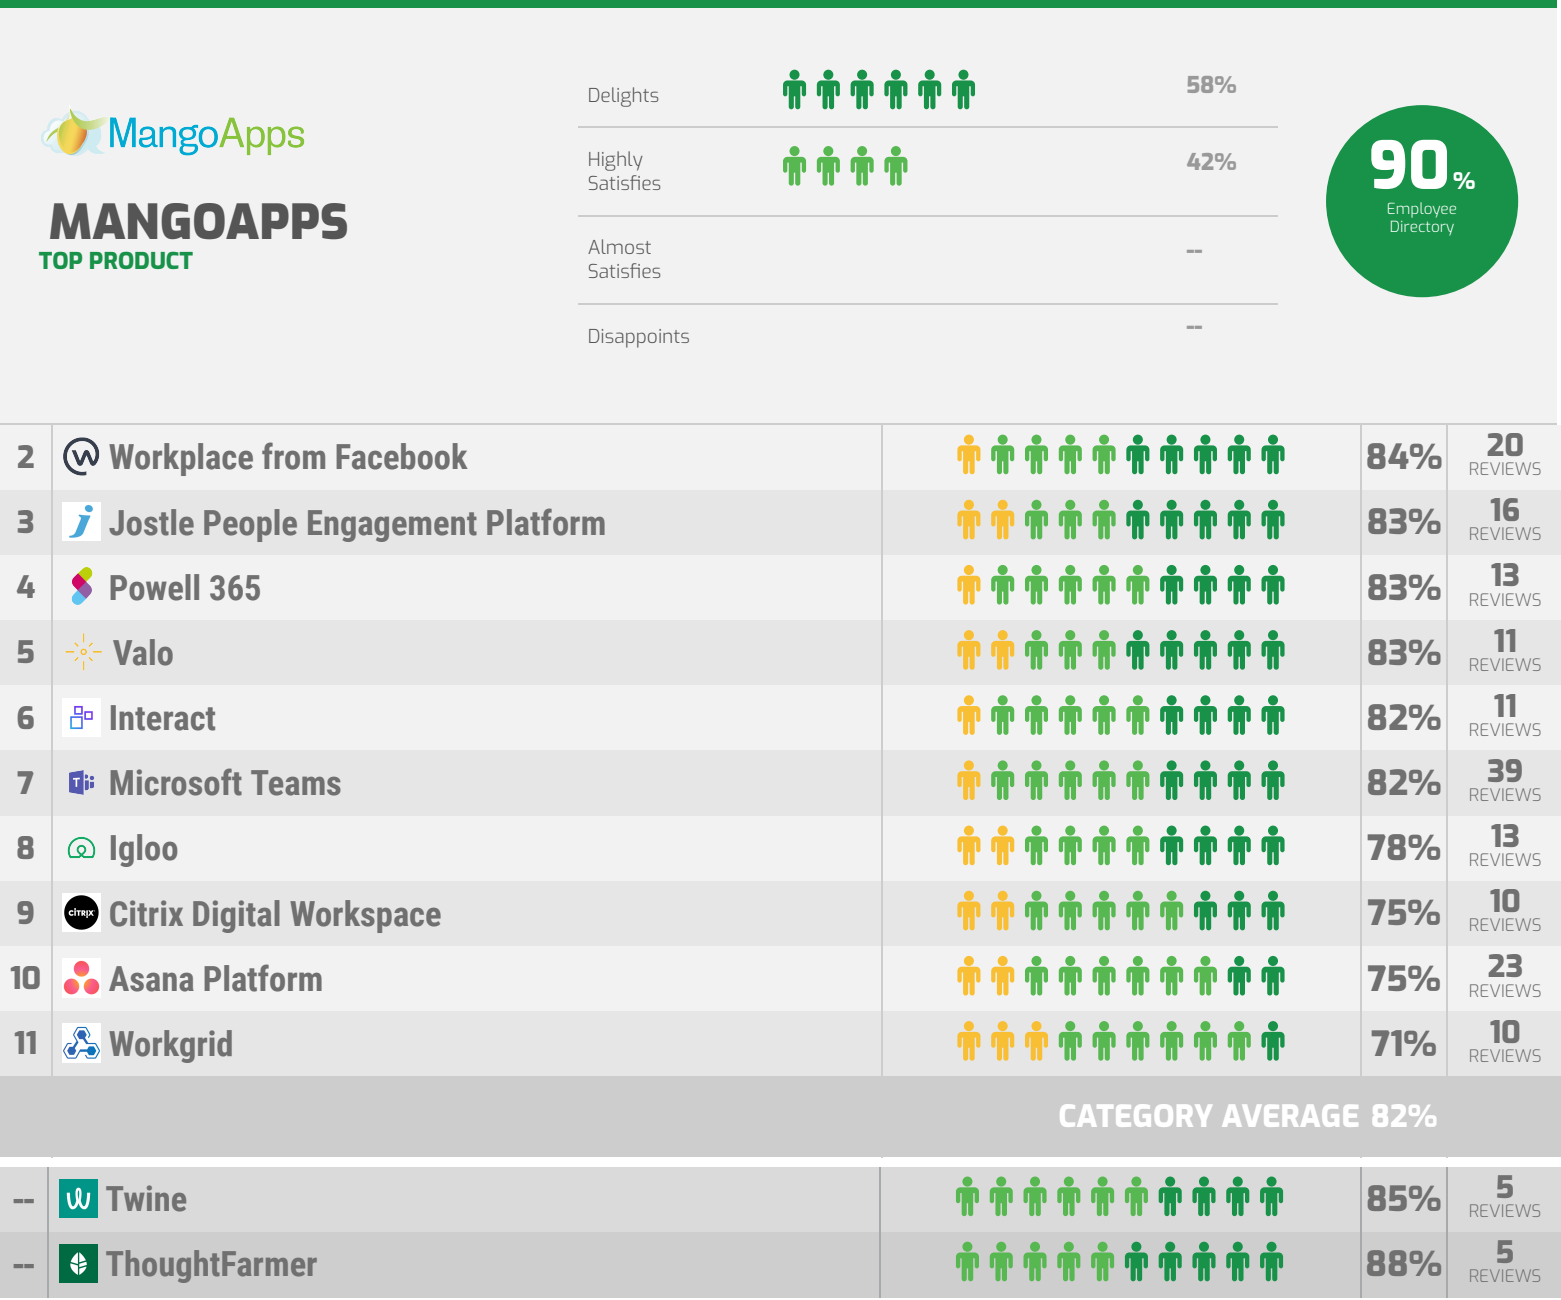 MangoApps
MANGOAPPS
TOP PRODUCT
Delights 58%
Highly
Satisfies 42%
Almost
Satisfies --
Disappoints --
90%
Employee
Directory
2 Workplace from Facebook 84% 20 REVIEWS
3 Jostle People Engagement Platform 83% 16 REVIEWS
4 Powell 365 83% 13 REVIEWS
5 Valo 83% 11 REVIEWS
6 Interact 82% 11 REVIEWS
7 Microsoft Teams 82% 39 REVIEWS
8 Igloo 78% 13 REVIEWS
9 CİTRIX Citrix Digital Workspace 75% 10 REVIEWS
10 Asana Platform 75% 23 REVIEWS
11 Workgrid 71% 10 REVIEWS
CATEGORY AVERAGE 82%
-- Twine 85% 5 REVIEWS
-- ThoughtFarmer 88% 5 REVIEWS